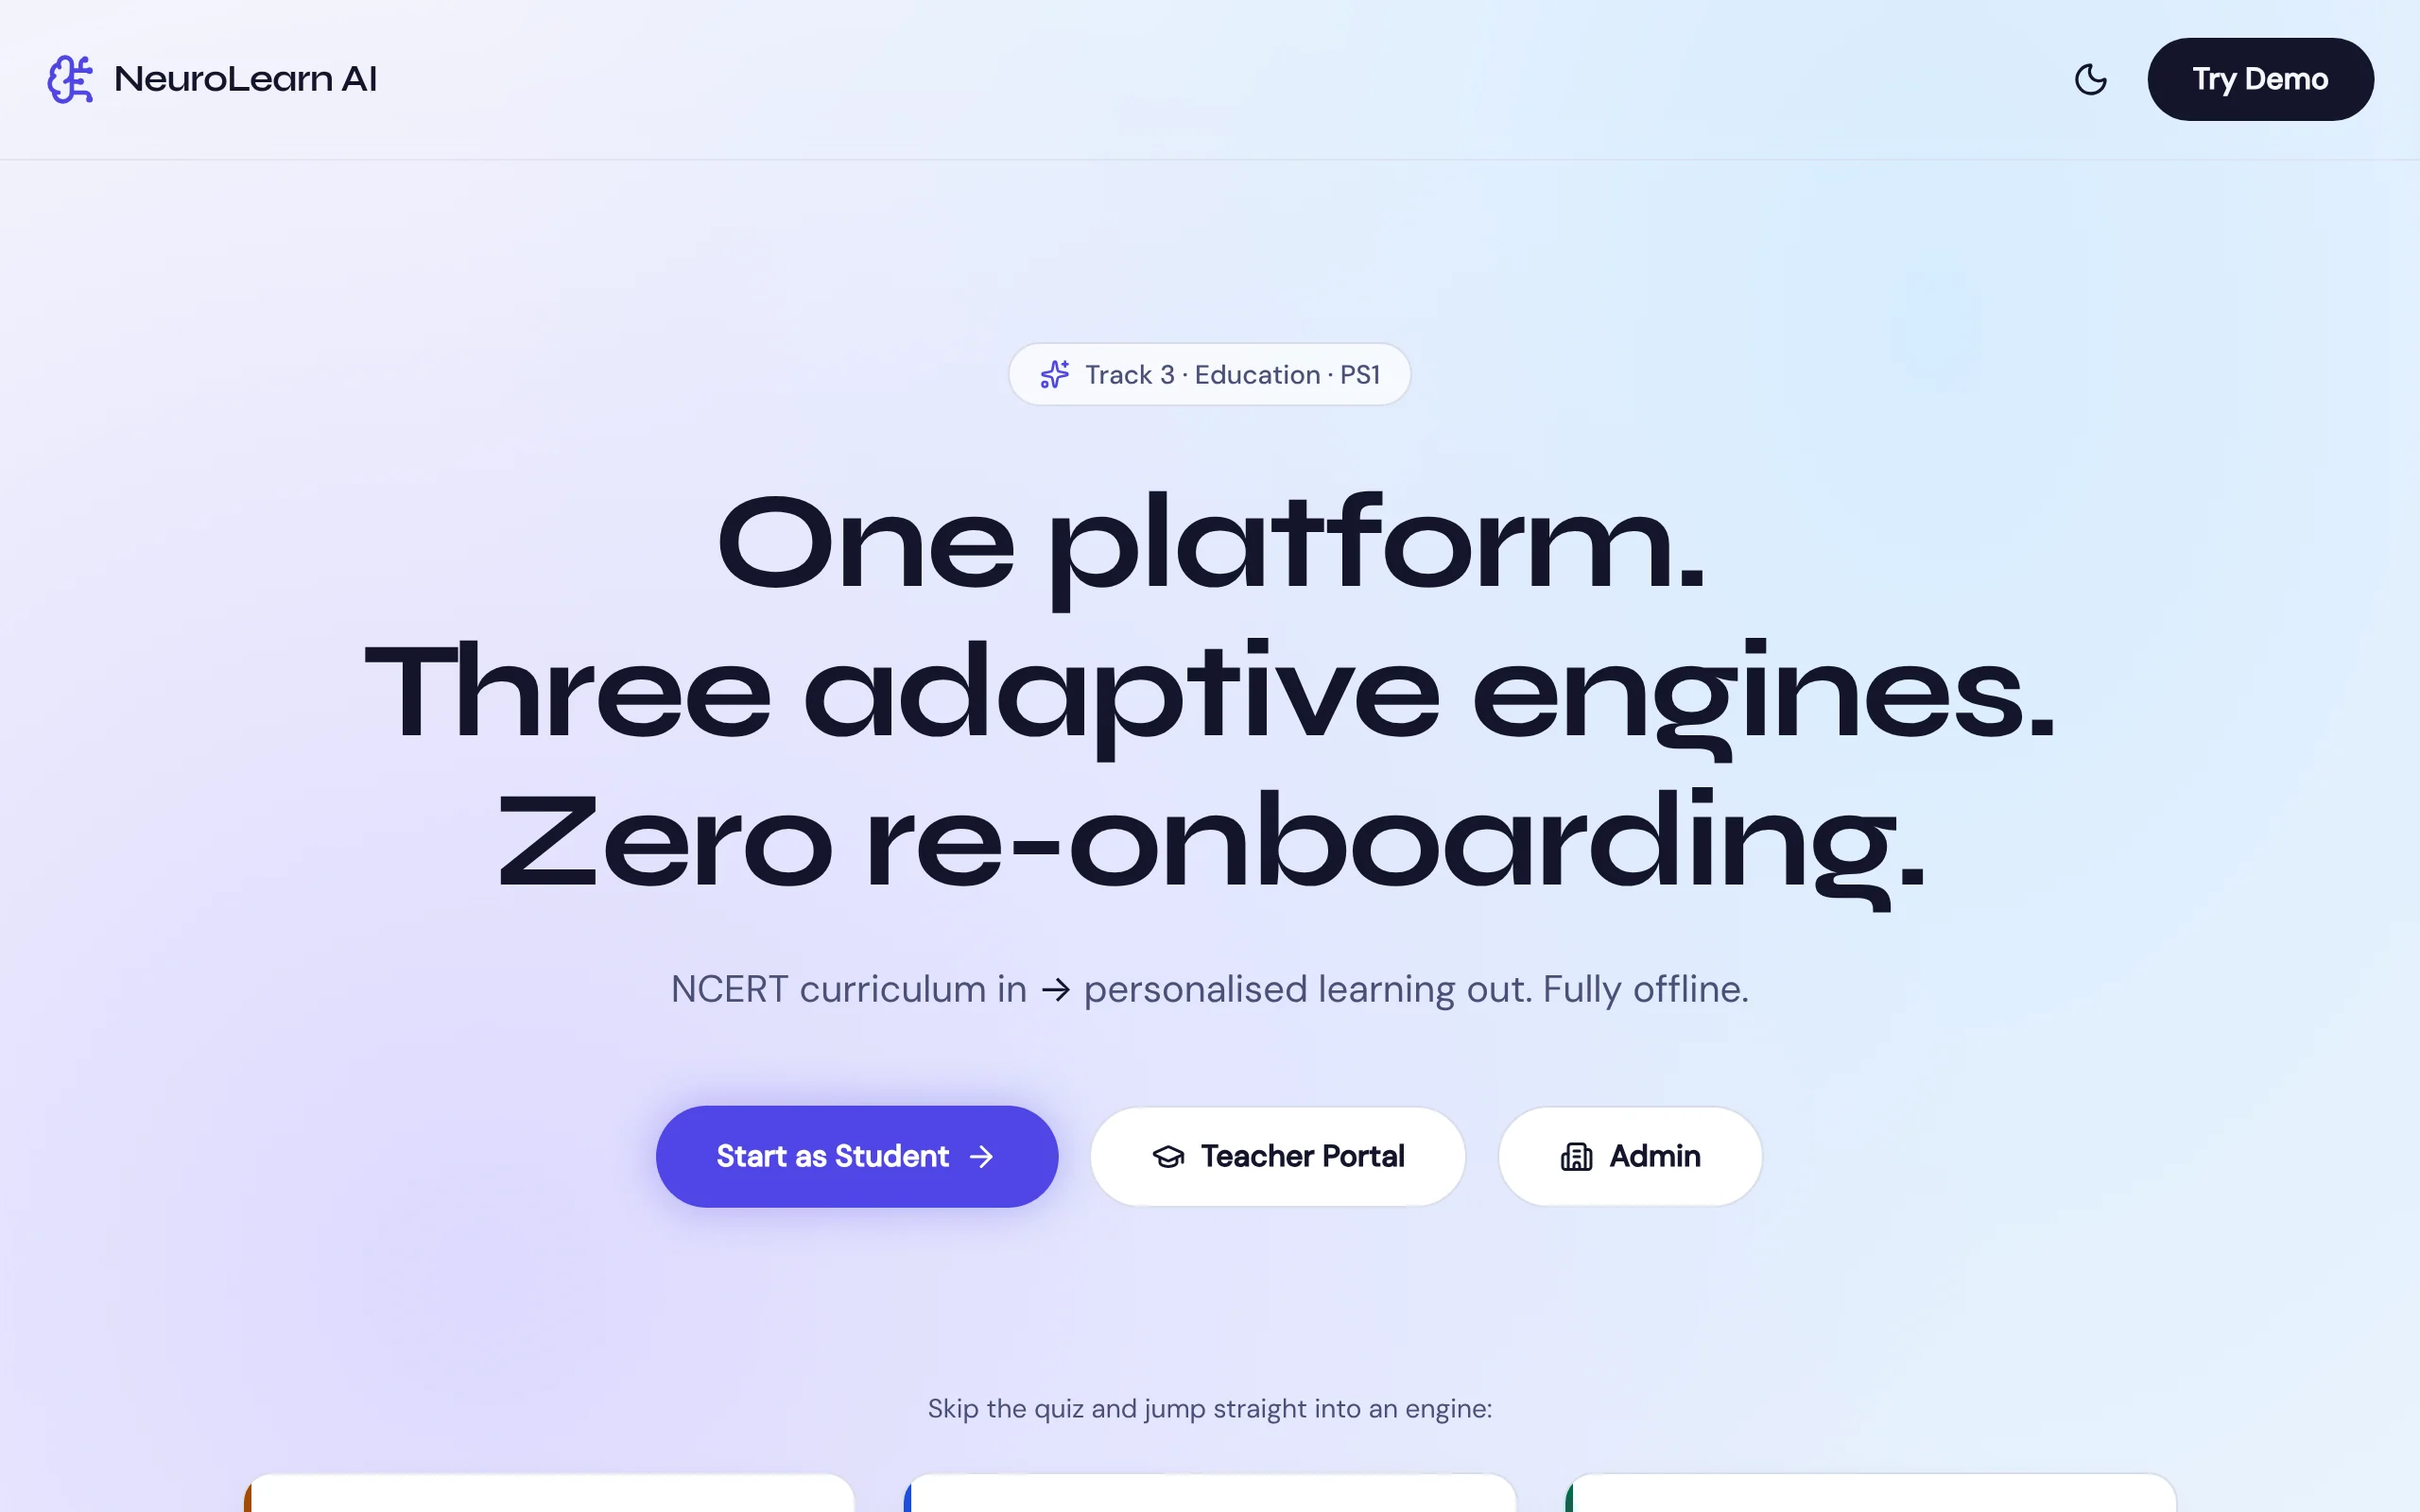 NeuroLearn AI
Try Demo
Track 3 · Education · PS1
One platform.
Three adaptive engines.
Zero re-onboarding.
NCERT curriculum in → personalised learning out. Fully offline.
Start as Student →
Teacher Portal
Admin
Skip the quiz and jump straight into an engine: